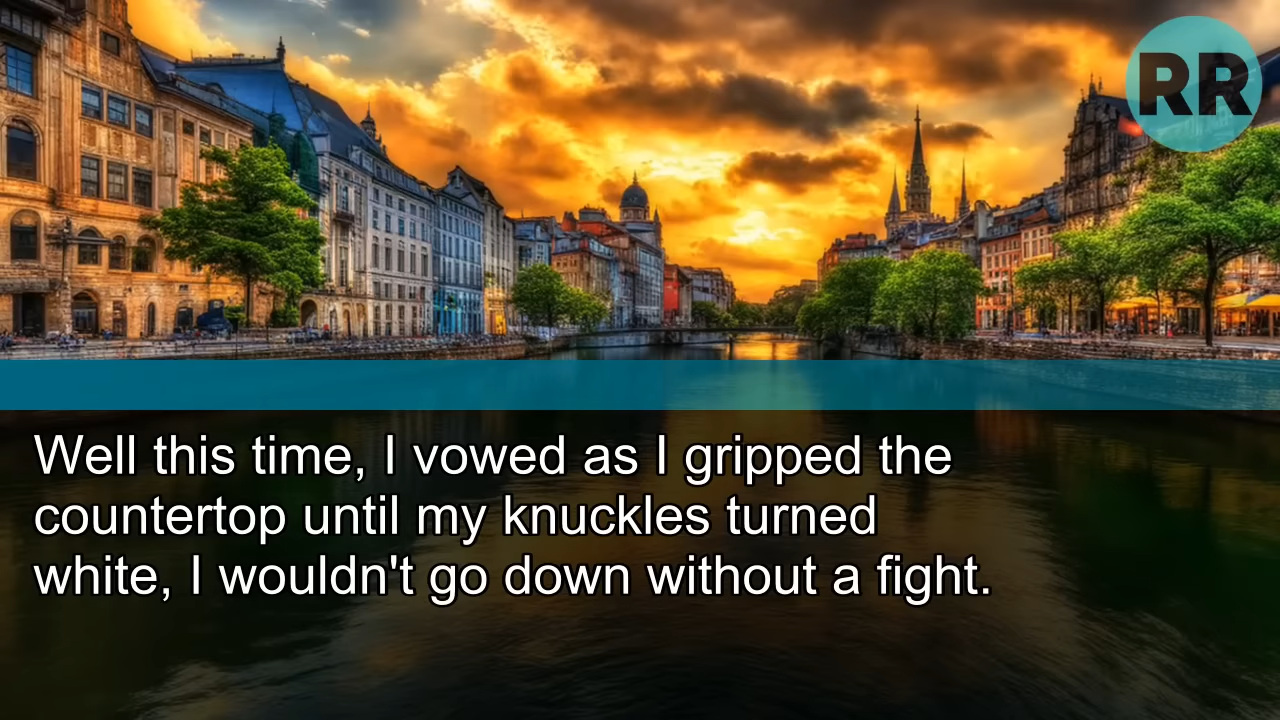 RR
Well this time, I vowed as I gripped the
countertop until my knuckles turned
white, I wouldn't go down without a fight.